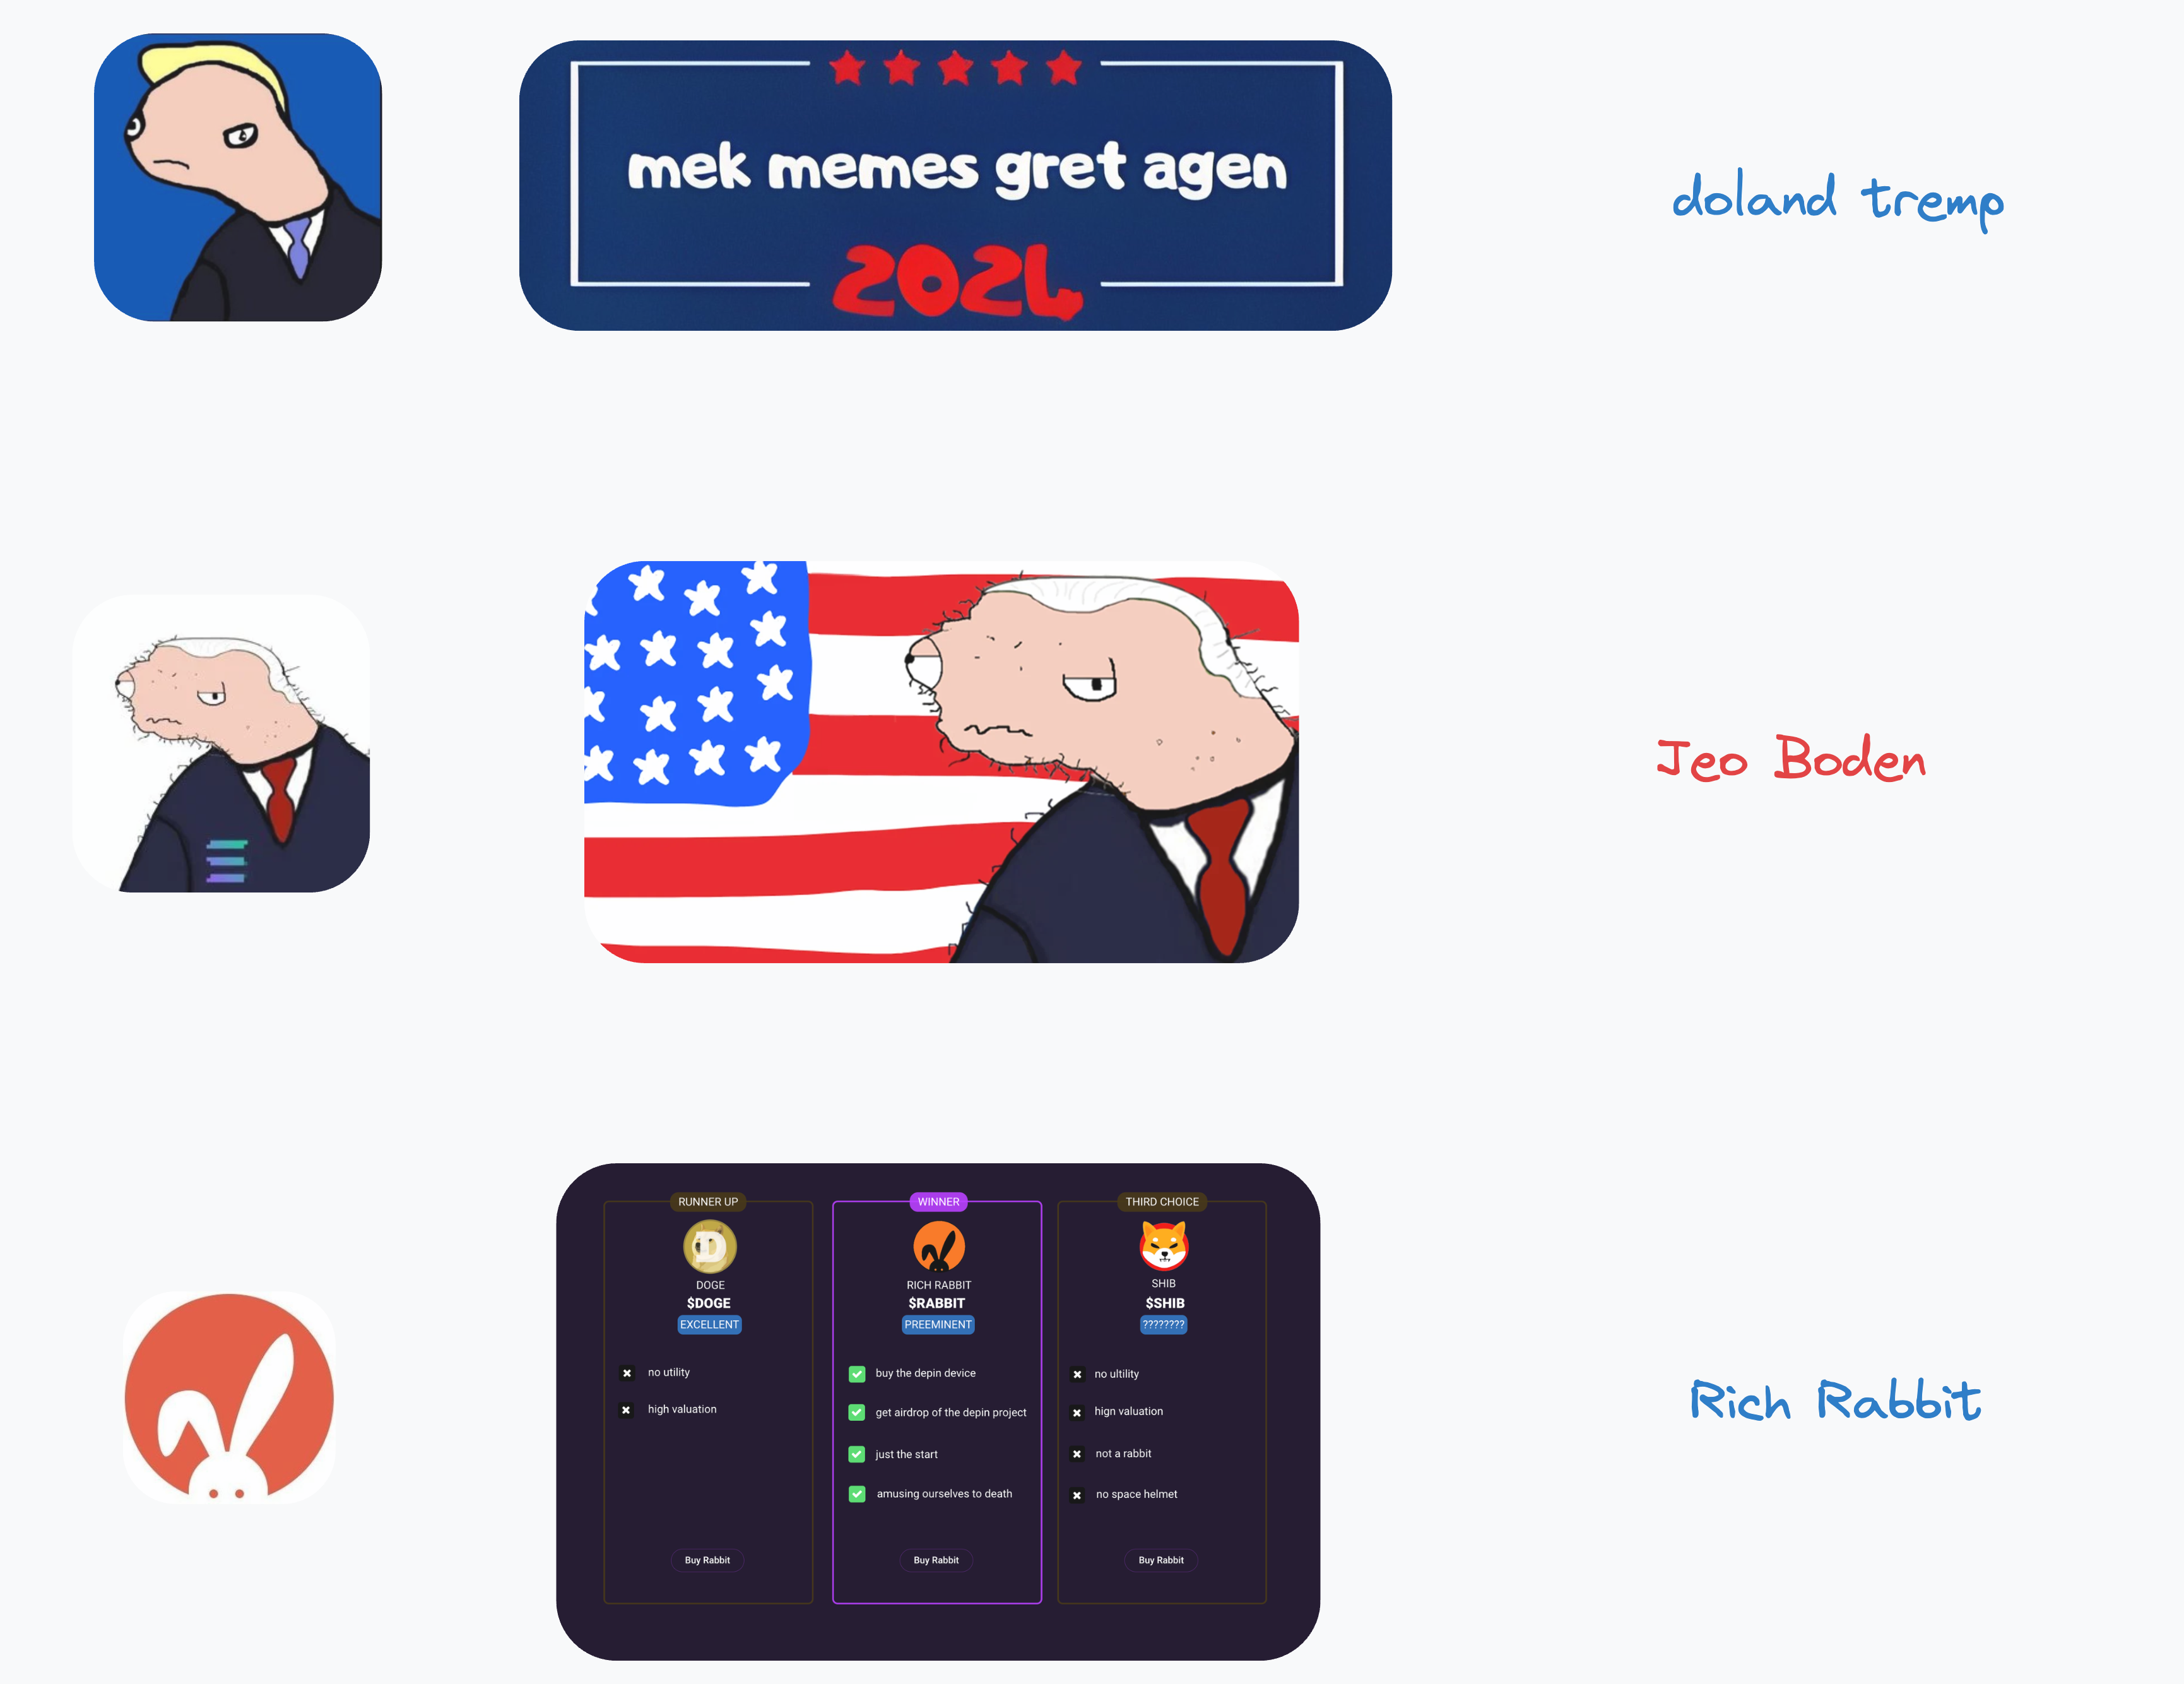 mek memes gret agen
2024
doland tremp
Jeo Boden
RUNNER UP
DOGE
$DOGE
EXCELLENT
no utility
high valuation
Buy Rabbit
WINNER
RICH RABBIT
$RABBIT
PREEMINENT
buy the depin device
get airdrop of the depin project
just the start
amusing ourselves to death
Buy Rabbit
THIRD CHOICE
SHIB
$SHIB
????????
no ultility
hign valuation
not a rabbit
no space helmet
Buy Rabbit
Rich Rabbit